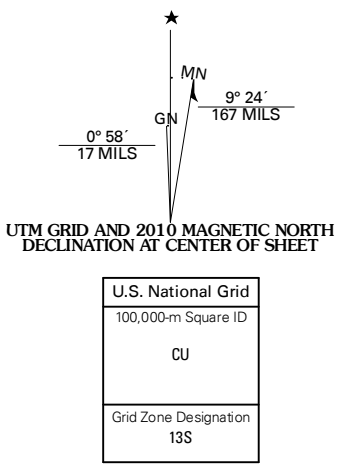 MN
GN
9° 24´
167 MILS
0° 58´
17 MILS
UTM GRID AND 2010 MAGNETIC NORTH
DECLINATION AT CENTER OF SHEET
U.S. National Grid
100,000-m Square ID
CU
Grid Zone Designation
13S